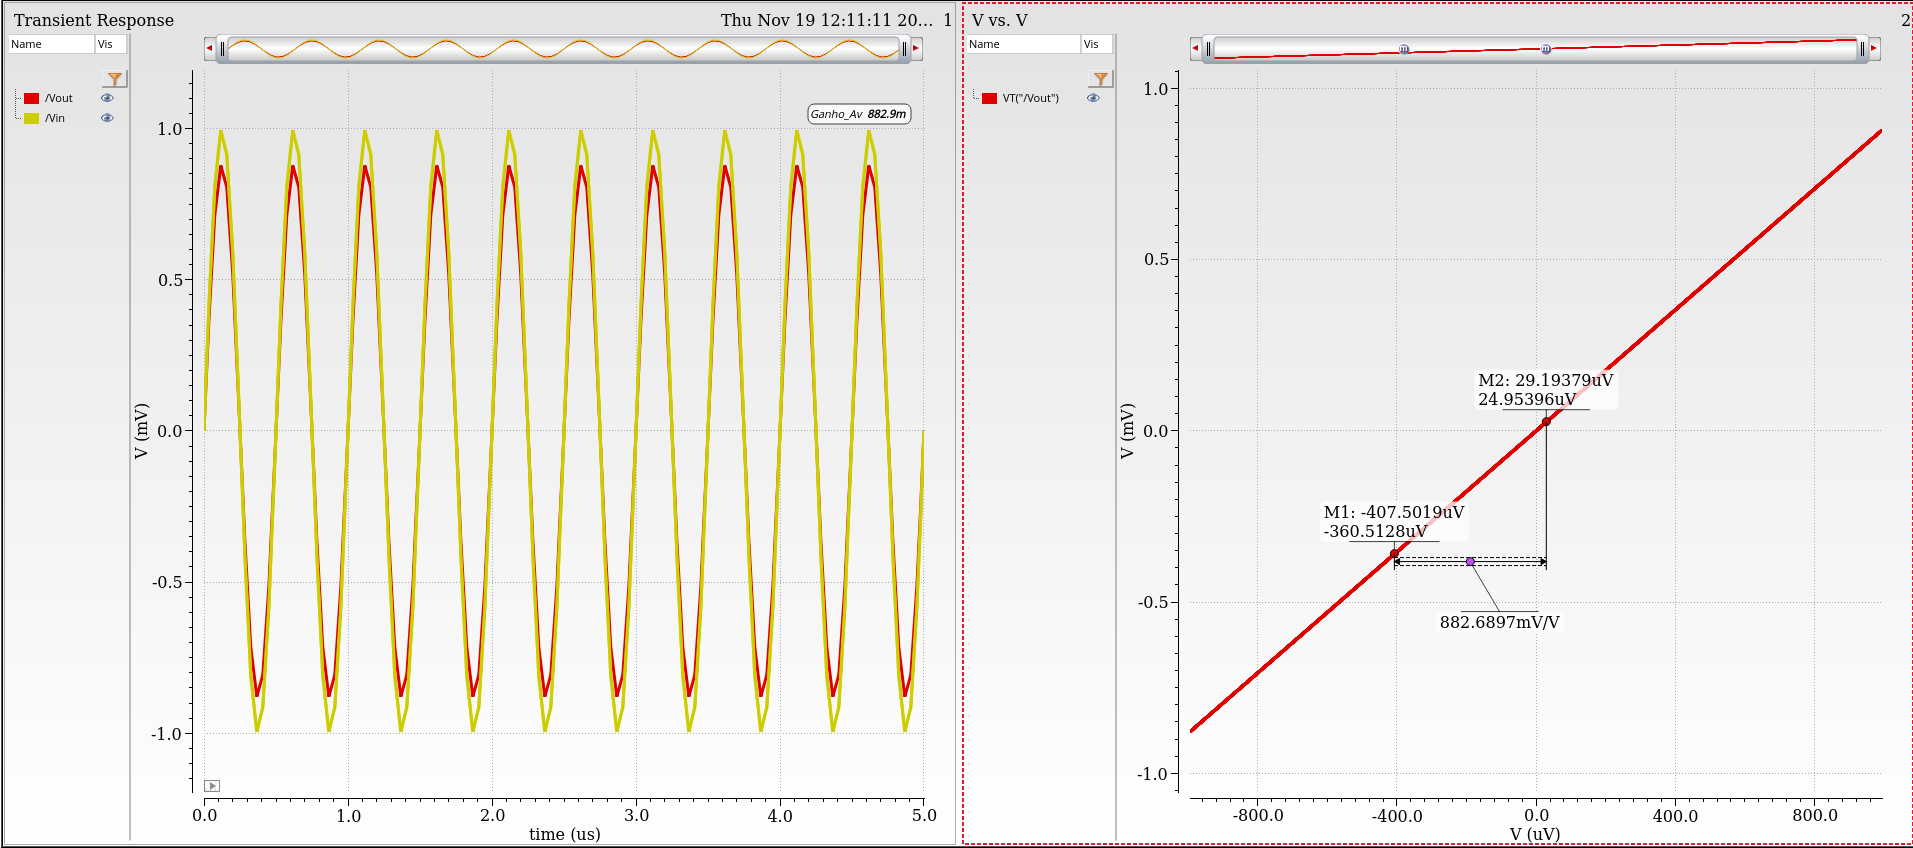 Transient Response
Thu Nov 19 12:11:11 20... 1
Name Vis
/Vout
/Vin
Ganho_Av 882.9m
1.0
0.5
0.0
-0.5
-1.0
V (mV)
0.0 1.0 2.0 3.0 4.0 5.0
time (us)
V vs. V
2
Name Vis
VT("/Vout")
1.0
0.5
0.0
-0.5
-1.0
V (mV)
M2: 29.19379uV
24.95396uV
M1: -407.5019uV
-360.5128uV
882.6897mV/V
-800.0 -400.0 0.0 400.0 800.0
V (uV)